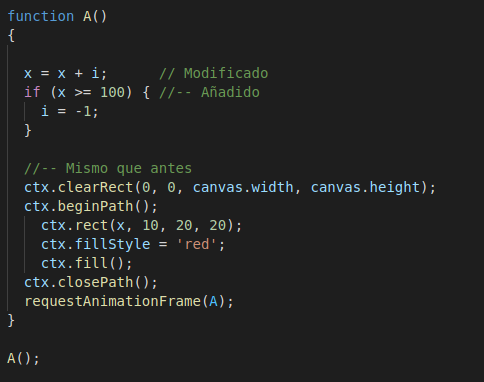 function A()
{
x = x + i;      // Modificado
if (x >= 100) { //-- Añadido
i = -1;
}
//-- Mismo que antes
ctx.clearRect(0, 0, canvas.width, canvas.height);
ctx.beginPath();
ctx.rect(x, 10, 20, 20);
ctx.fillStyle = 'red';
ctx.fill();
ctx.closePath();
requestAnimationFrame(A);
}
A();